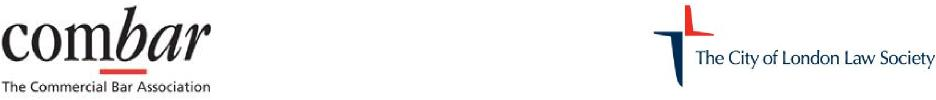 combar
The Commercial Bar Association
The City of London Law Society